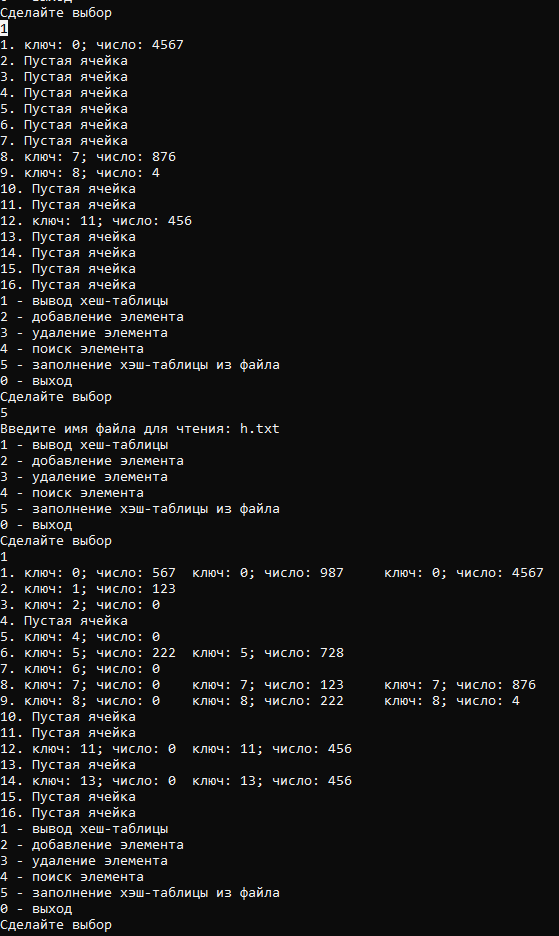 Сделайте выбор
1
1. ключ: 0; число: 4567
2. Пустая ячейка
3. Пустая ячейка
4. Пустая ячейка
5. Пустая ячейка
6. Пустая ячейка
7. Пустая ячейка
8. ключ: 7; число: 876
9. ключ: 8; число: 4
10. Пустая ячейка
11. Пустая ячейка
12. ключ: 11; число: 456
13. Пустая ячейка
14. Пустая ячейка
15. Пустая ячейка
16. Пустая ячейка
1 - вывод хеш-таблицы
2 - добавление элемента
3 - удаление элемента
4 - поиск элемента
5 - заполнение хэш-таблицы из файла
0 - выход
Сделайте выбор
5
Введите имя файла для чтения: h.txt
1 - вывод хеш-таблицы
2 - добавление элемента
3 - удаление элемента
4 - поиск элемента
5 - заполнение хэш-таблицы из файла
0 - выход
Сделайте выбор
1
1. ключ: 0; число: 567 ключ: 0; число: 987 ключ: 0; число: 4567
2. ключ: 1; число: 123
3. ключ: 2; число: 0
4. Пустая ячейка
5. ключ: 4; число: 0
6. ключ: 5; число: 222 ключ: 5; число: 728
7. ключ: 6; число: 0
8. ключ: 7; число: 0 ключ: 7; число: 123 ключ: 7; число: 876
9. ключ: 8; число: 0 ключ: 8; число: 222 ключ: 8; число: 4
10. Пустая ячейка
11. Пустая ячейка
12. ключ: 11; число: 0 ключ: 11; число: 456
13. Пустая ячейка
14. ключ: 13; число: 0 ключ: 13; число: 456
15. Пустая ячейка
16. Пустая ячейка
1 - вывод хеш-таблицы
2 - добавление элемента
3 - удаление элемента
4 - поиск элемента
5 - заполнение хэш-таблицы из файла
0 - выход
Сделайте выбор